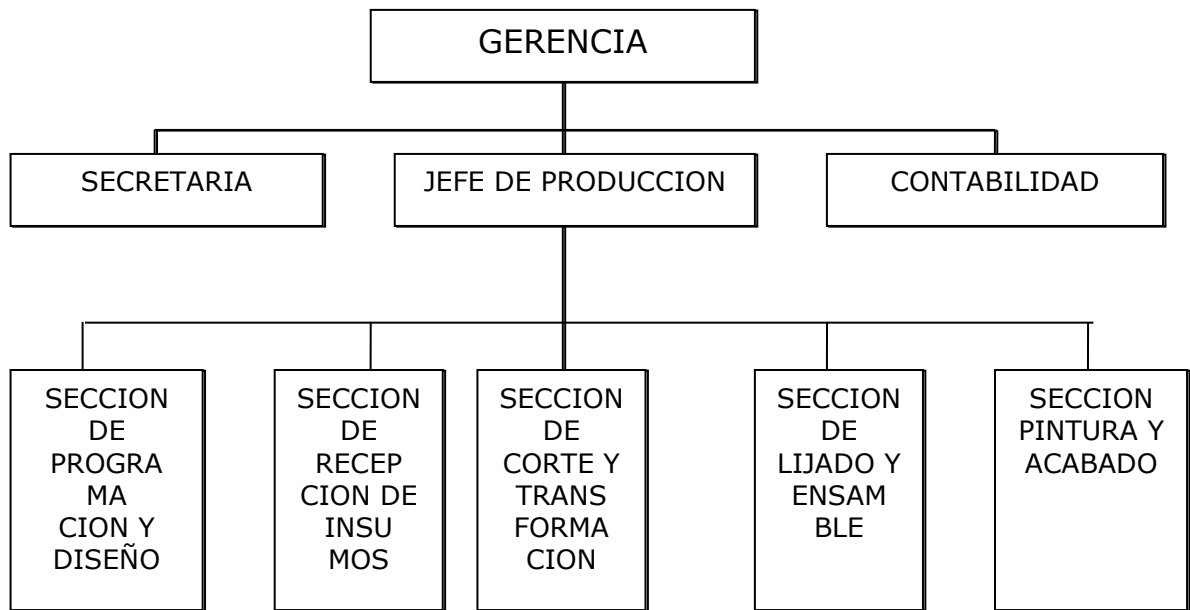 GERENCIA
SECRETARIA
JEFE DE PRODUCCION
CONTABILIDAD
SECCION
DE
PROGRA
MA
CION Y
DISEÑO
SECCION
DE
RECEP
CION DE
INSU
MOS
SECCION
DE
CORTE Y
TRANS
FORMA
CION
SECCION
DE
LIJADO Y
ENSAM
BLE
SECCION
PINTURA Y
ACABADO